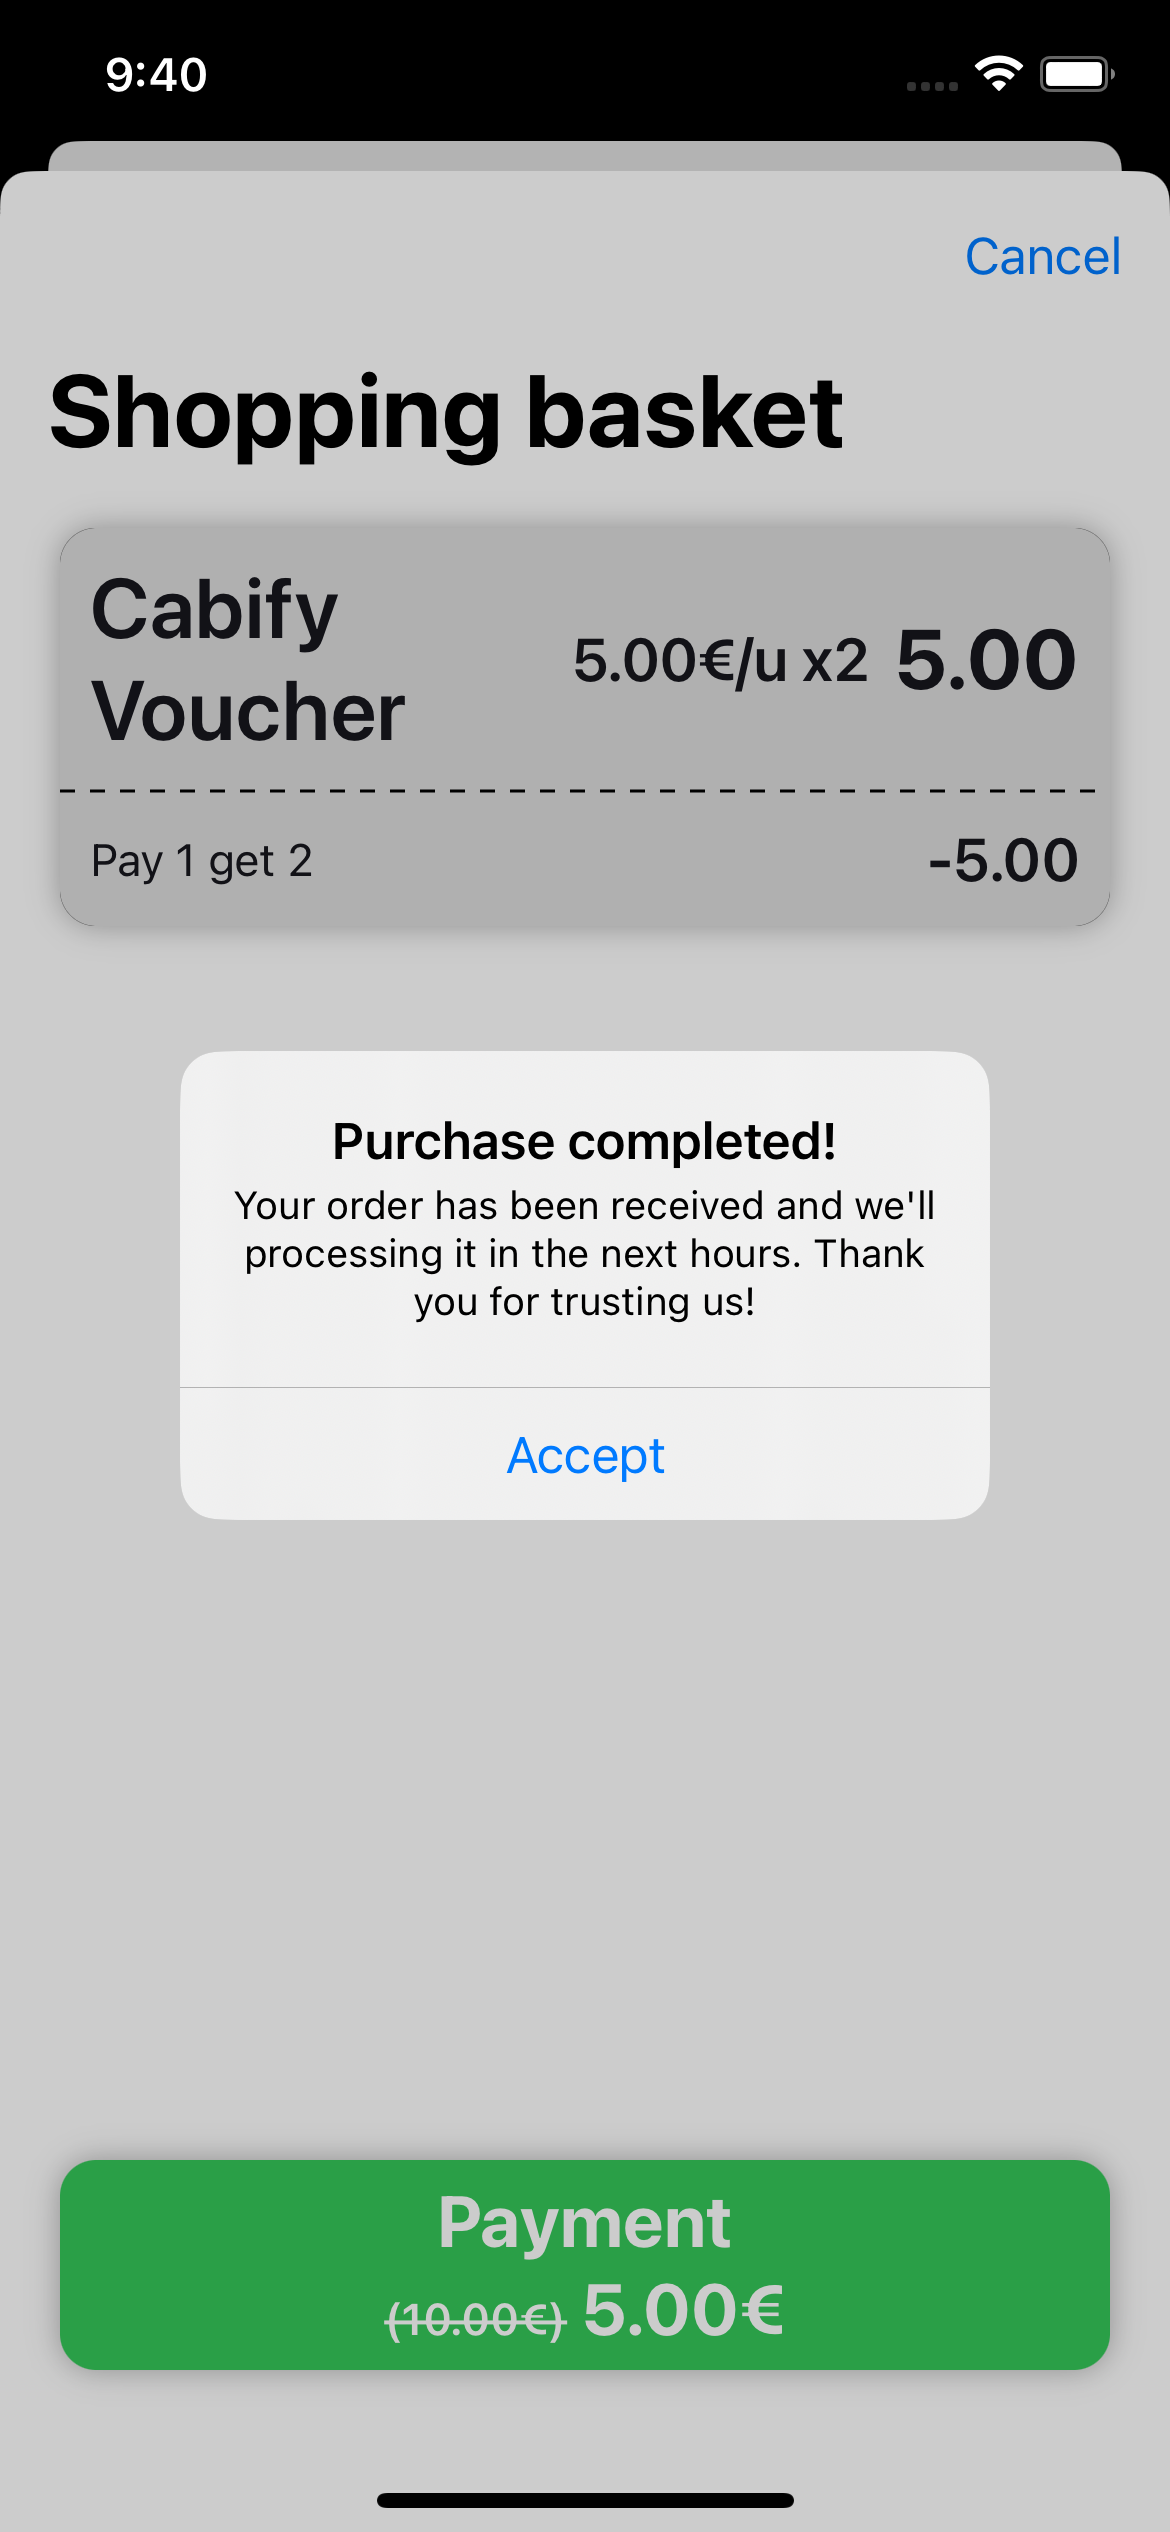 9:40
Cancel
Shopping basket
Cabify
Voucher
5.00€/u x2 5.00
Pay 1 get 2 -5.00
Purchase completed!
Your order has been received and we'll
processing it in the next hours. Thank
you for trusting us!
Accept
Payment
(10.00€) 5.00€